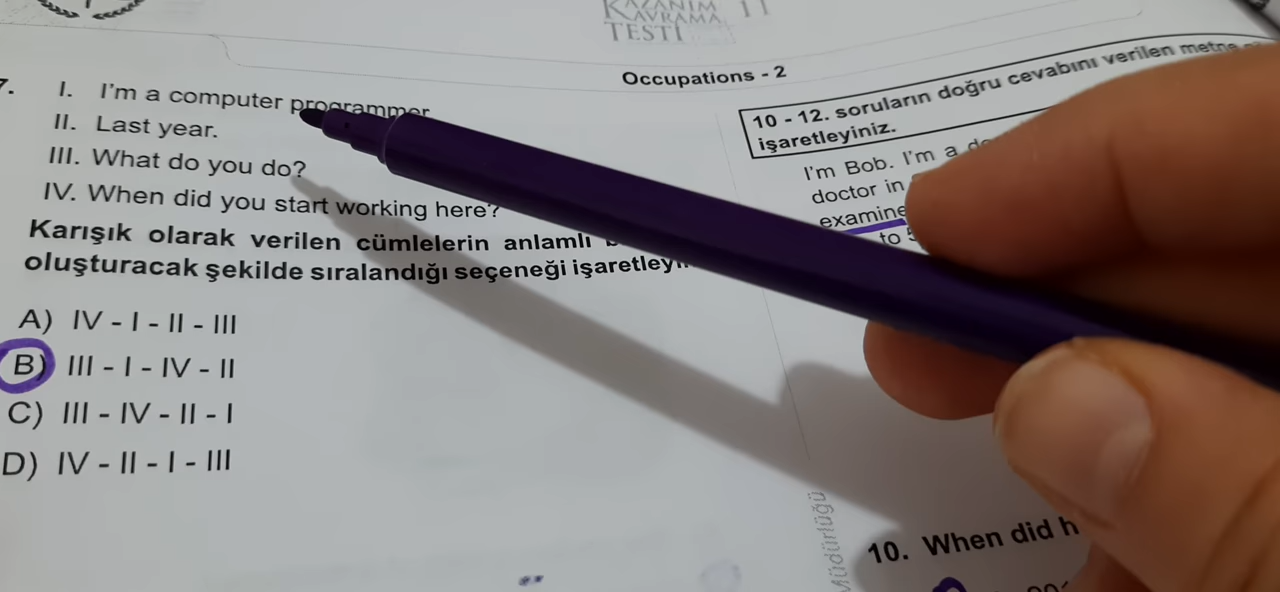 KAZANIM
KAVRAMA
TESTİ
11
Occupations - 2
7.
I. I'm a computer programmer.
II. Last year.
III. What do you do?
IV. When did you start working here?
Karışık olarak verilen cümlelerin anlamlı
oluşturacak şekilde sıralandığı seçeneği
A) IV - I - II - III
B) III - I - IV - II
C) III - IV - II - I
D) IV - II - I - III
10 - 12. soruların doğru cevabını verilen
işaretleyiniz.
I'm Bob. I'm a
doctor in
examine
to
Müdürlüğü
10. When did